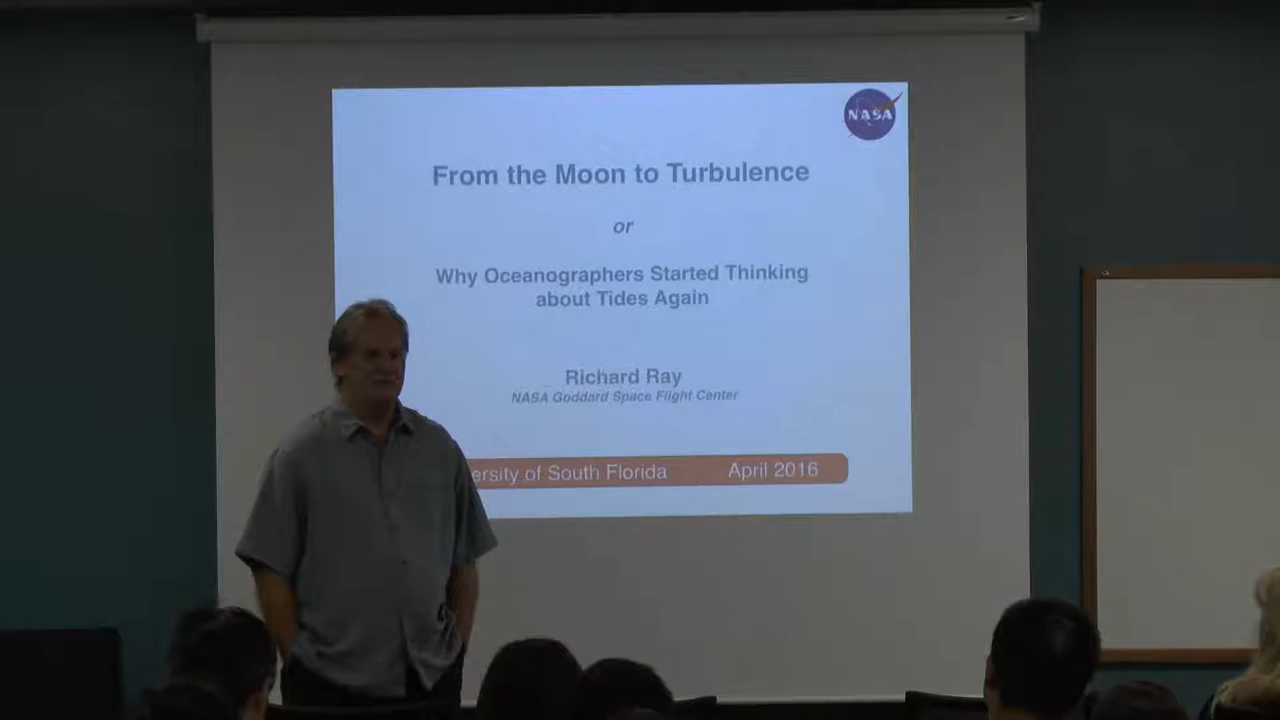 NASA
From the Moon to Turbulence
or
Why Oceanographers Started Thinking
about Tides Again
Richard Ray
NASA Goddard Space Flight Center
ersity of South Florida April 2016